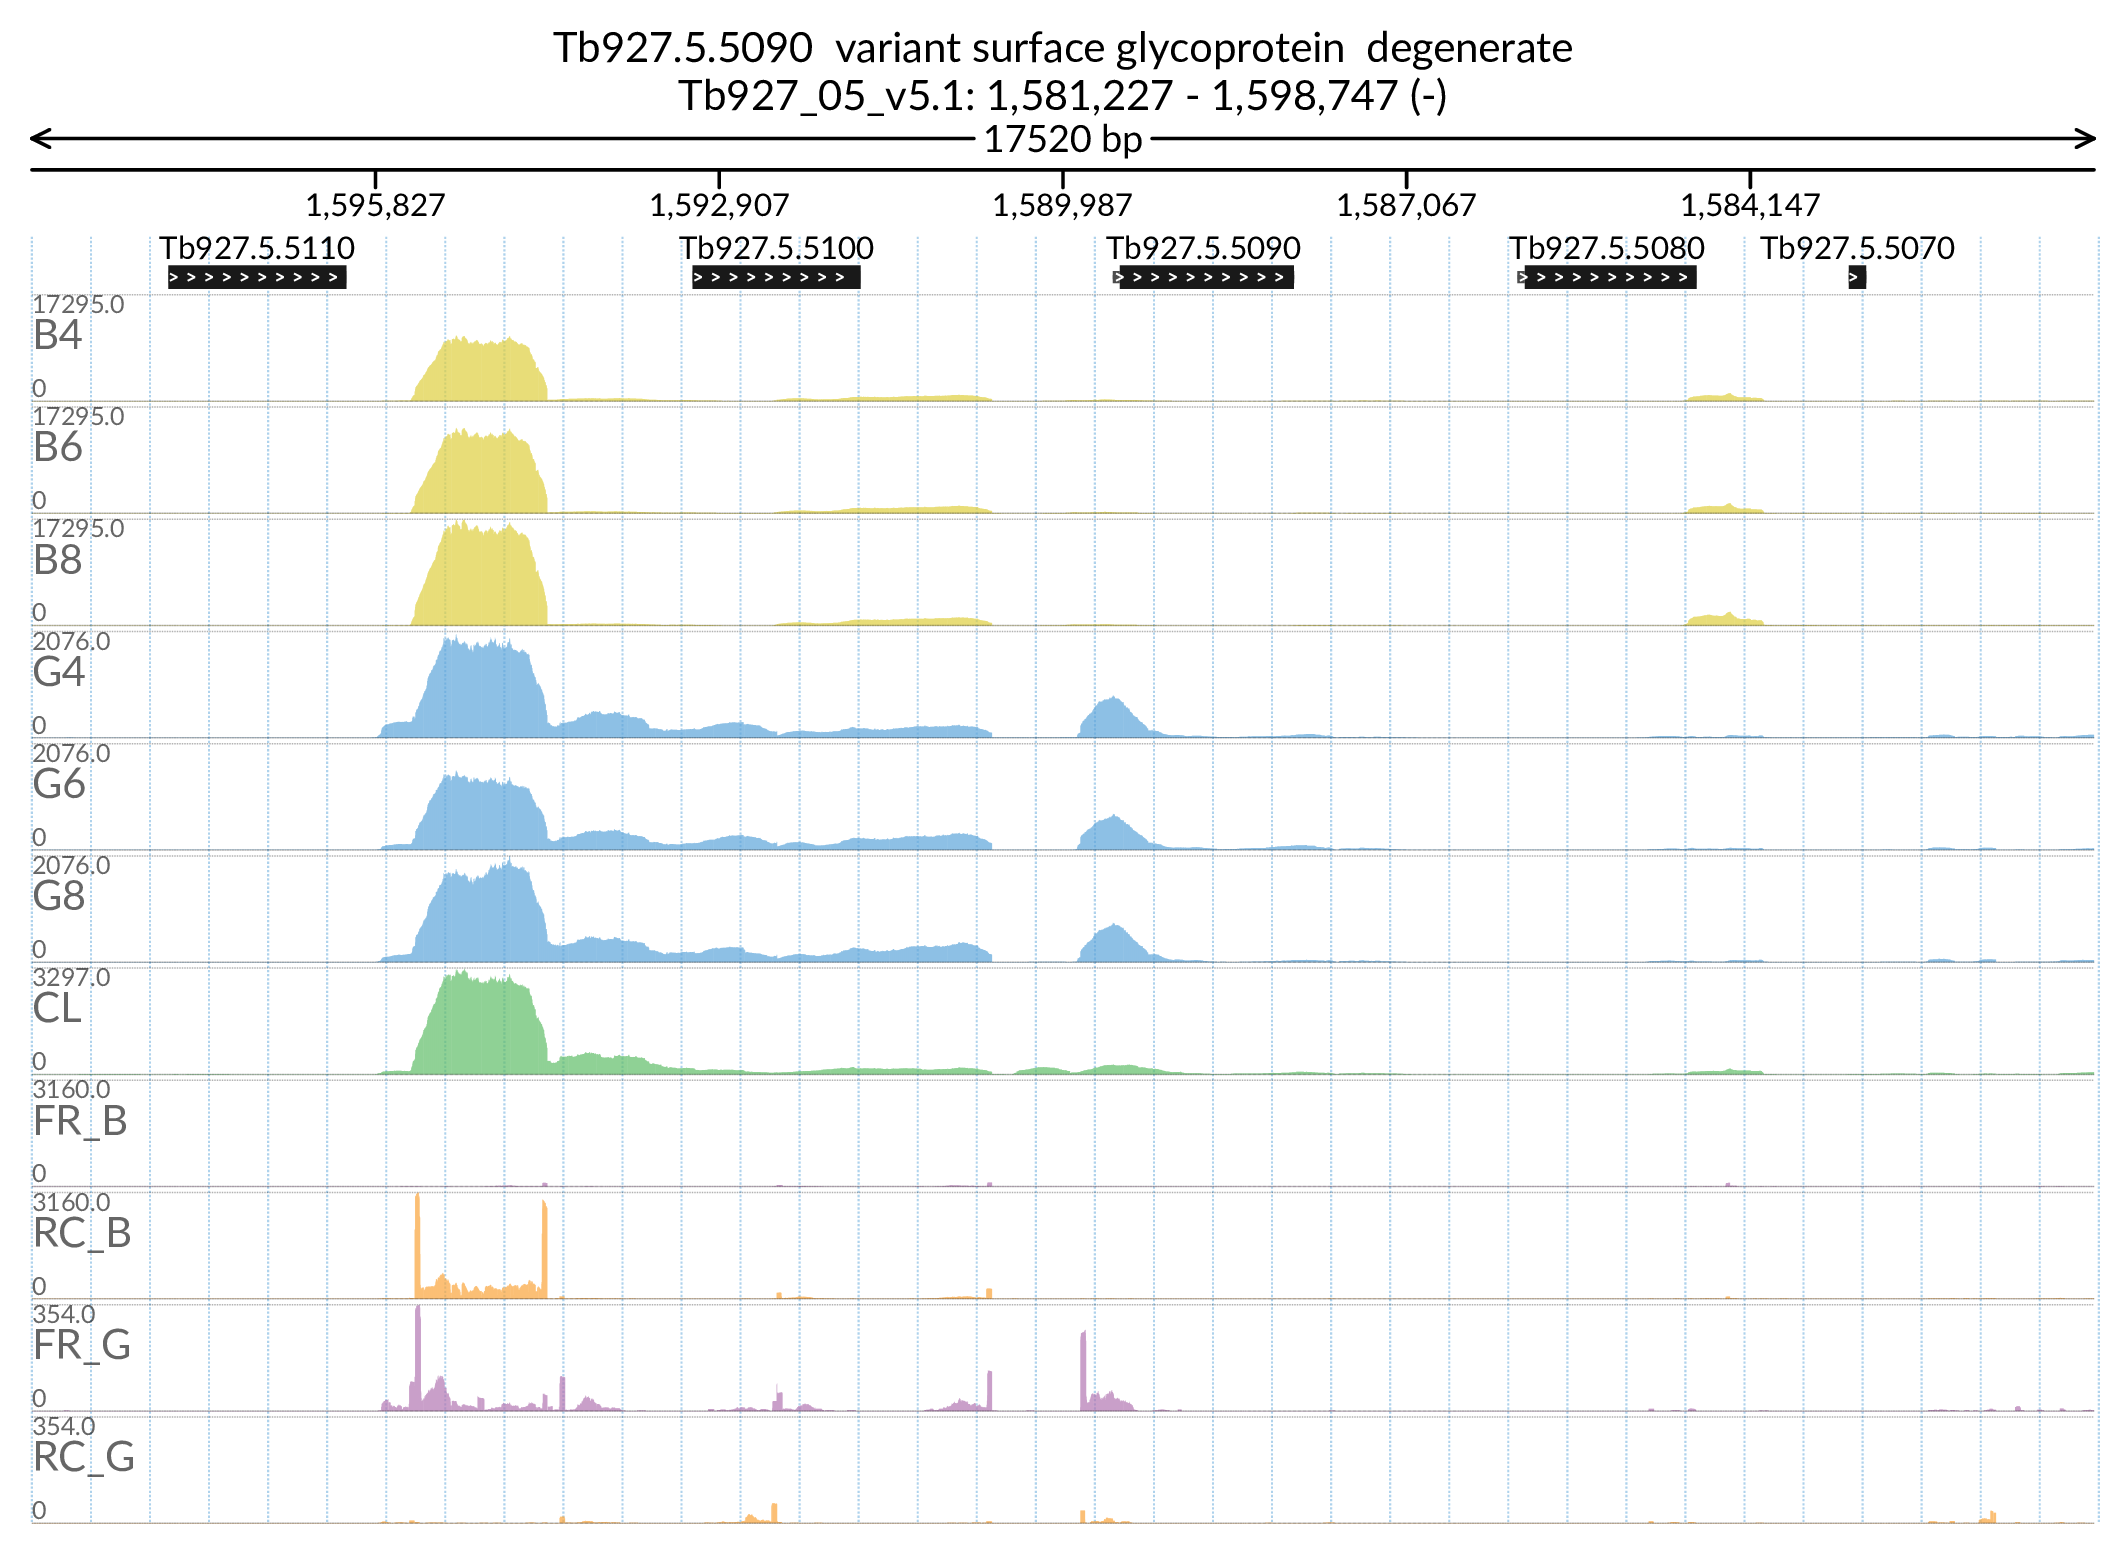 Tb927.5.5090  variant surface glycoprotein  degenerate
Tb927_05_v5.1: 1,581,227 - 1,598,747 (-)
17520 bp
1,595,827 1,592,907 1,589,987 1,587,067 1,584,147
Tb927.5.5110 Tb927.5.5100 Tb927.5.5090 Tb927.5.5080 Tb927.5.5070
17295.0
B4
0
17295.0
B6
0
17295.0
B8
0
2076.0
G4
0
2076.0
G6
0
2076.0
G8
0
3297.0
CL
0
3160.0
FR_B
0
3160.0
RC_B
0
354.0
FR_G
0
354.0
RC_G
0